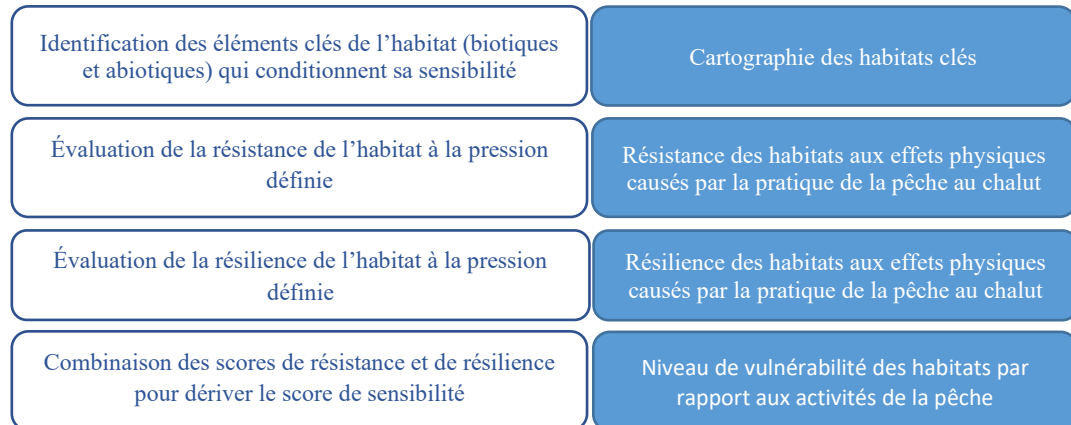 Identification des éléments clés de l'habitat (biotiques
et abiotiques) qui conditionnent sa sensibilité
Cartographie des habitats clés
Évaluation de la résistance de l'habitat à la pression
définie
Résistance des habitats aux effets physiques
causés par la pratique de la pêche au chalut
Évaluation de la résilience de l'habitat à la pression
définie
Résilience des habitats aux effets physiques
causés par la pratique de la pêche au chalut
Combinaison des scores de résistance et de résilience
pour dériver le score de sensibilité
Niveau de vulnérabilité des habitats par
rapport aux activités de la pêche